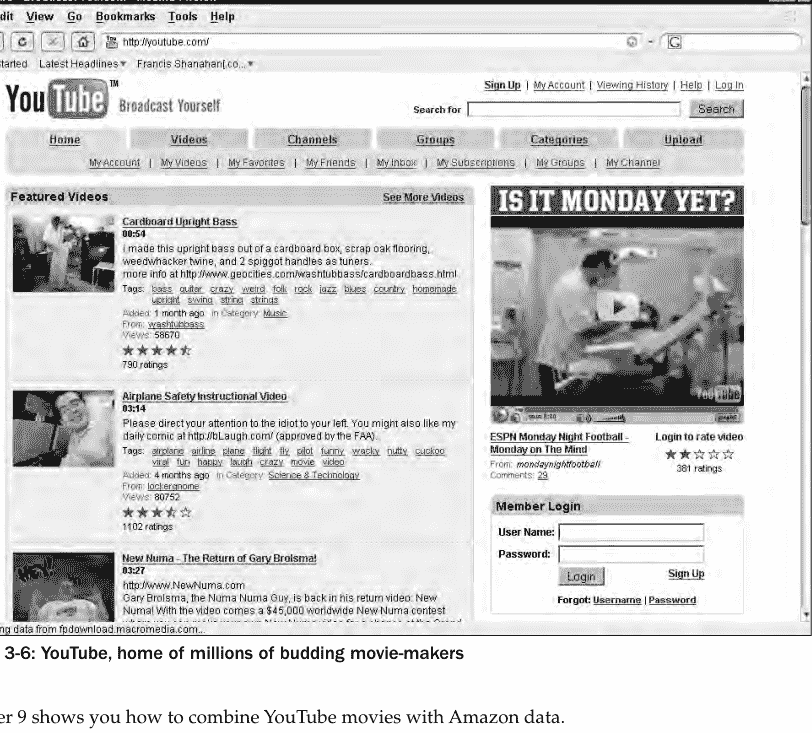 dit View Go Bookmarks Tools Help
http://youtube.com/
G
tarted Latest Headlines Francis Shanahan[.co...
YouTube TM Broadcast Yourself
Sign Up | My Account | Viewing History | Help | Log In
Search for Search
Home Videos Channels Groups Categories Upload
My Account | My Videos | My Favorites | My Friends | My Inbox | My Subscriptions | My Groups | My Channel
Featured Videos See More Videos
Cardboard Upright Bass
00:54
i made this upright bass out of a cardboard box, scrap oak flooring,
weedwhacker twine, and 2 spiggot handles as tuners.
more info at http://www.geocities.com/washtubbass/cardboardbass.html
Tags: bass guitar crazy weird folk rock jazz blues country homemade
upright swing string strings
Added: 1 month ago in Category: Music
From: washtubbass
Views: 58670
790 ratings
Airplane Safety Instructional Video
03:14
Please direct your attention to the idiot to your left. You might also like my
daily comic at http://bLaugh.com/ (approved by the FAA).
Tags: airplane airline plane flight fly pilot funny wacky nutty cuckoo
viral fun happy laugh crazy movie video
Added: 4 months ago in Category: Science & Technology
From: lockergnome
Views: 80752
1102 ratings
New Numa - The Return of Gary Brolsma!
03:27
http://www.NewNuma.com
Gary Brolsma, the Numa Numa Guy, is back in his return video: New
Numa! With the video comes a $45,000 worldwide New Numa contest
IS IT MONDAY YET?
YouTube
ESPN Monday Night Football -
Monday on The Mind
From: mondaynightfootball
Comments: 29
Login to rate video
381 ratings
Member Login
User Name:
Password:
Login Sign Up
Forgot: Username | Password
ng data from fpdownload.macromedia.com...
3-6: YouTube, home of millions of budding movie-makers
er 9 shows you how to combine YouTube movies with Amazon data.